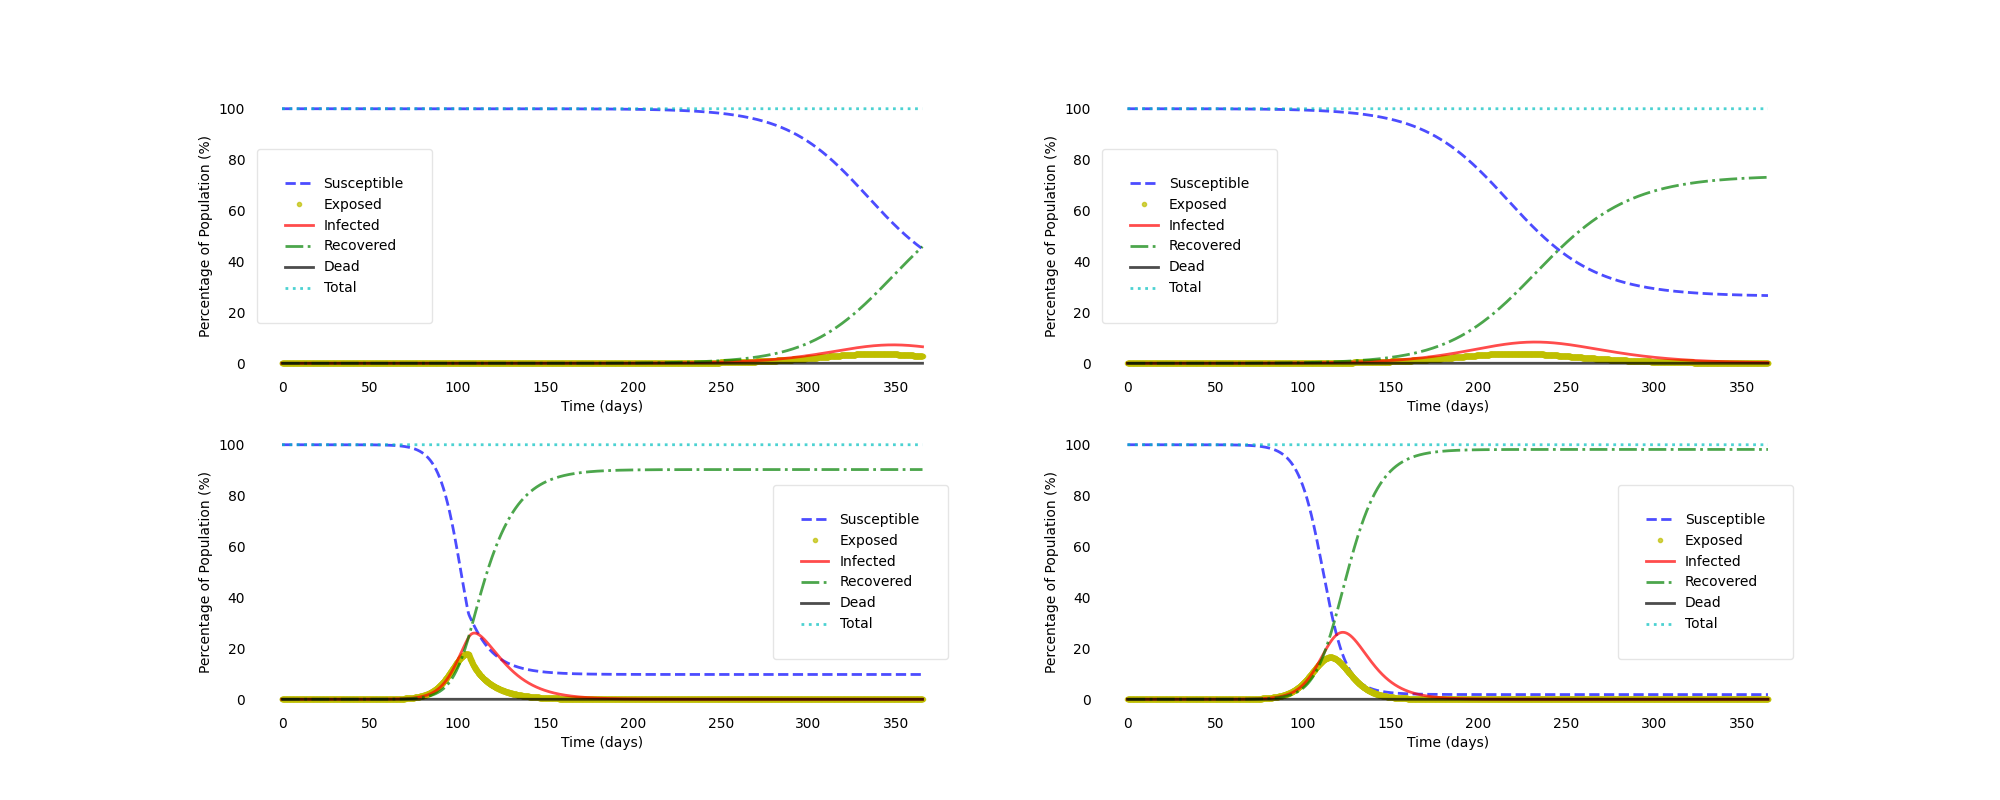 Percentage of Population (%)
100
80
60
40
20
0
Susceptible
Exposed
Infected
Recovered
Dead
Total
0 50 100 150 200 250 300 350
Time (days)
Percentage of Population (%)
100
80
60
40
20
0
Susceptible
Exposed
Infected
Recovered
Dead
Total
0 50 100 150 200 250 300 350
Time (days)
Percentage of Population (%)
100
80
60
40
20
0
Susceptible
Exposed
Infected
Recovered
Dead
Total
0 50 100 150 200 250 300 350
Time (days)
Percentage of Population (%)
100
80
60
40
20
0
Susceptible
Exposed
Infected
Recovered
Dead
Total
0 50 100 150 200 250 300 350
Time (days)